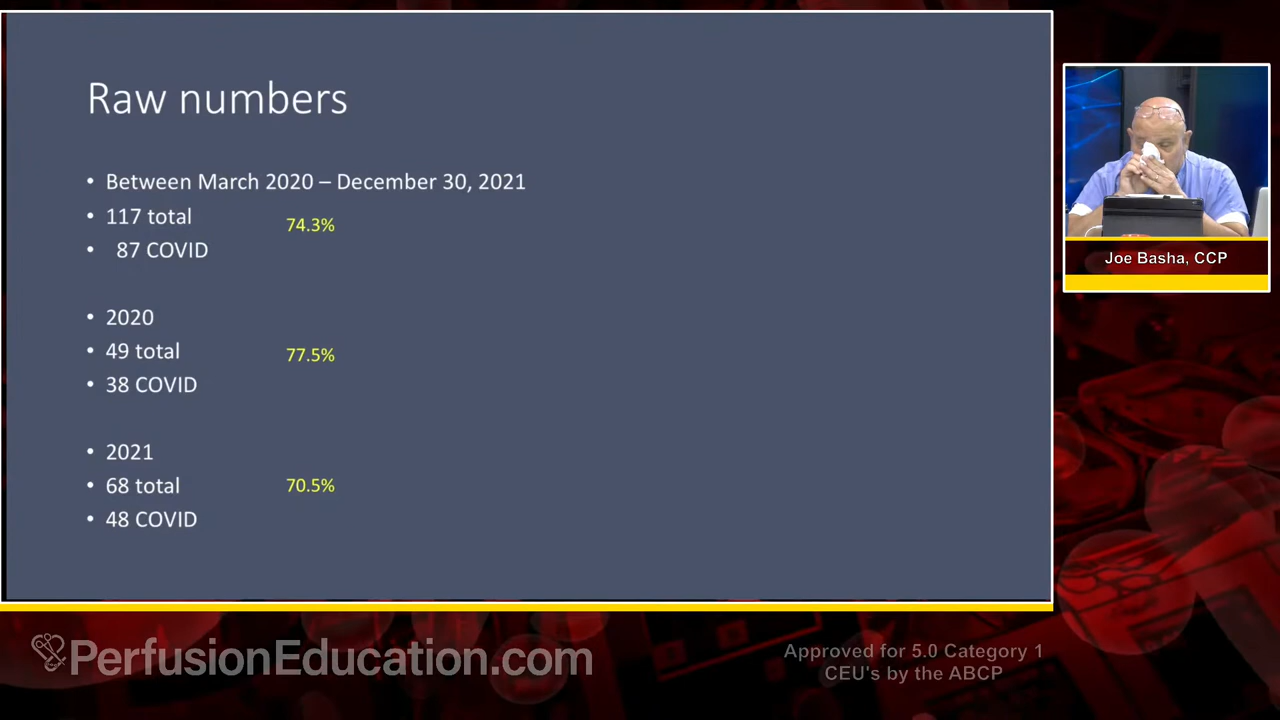 Raw numbers
• Between March 2020 – December 30, 2021
• 117 total
74.3%
• 87 COVID
• 2020
• 49 total
77.5%
• 38 COVID
• 2021
• 68 total
70.5%
• 48 COVID
Joe Basha, CCP
PerfusionEducation.com
Approved for 5.0 Category 1
CEU's by the ABCP